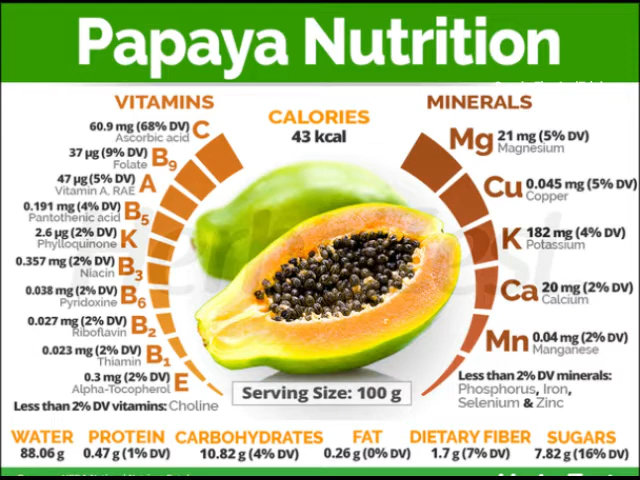 Papaya Nutrition
VITAMINS
60.9 mg (68% DV) C
Ascorbic acid
37 µg (9% DV) B9
Folate
47 µg (5% DV) A
Vitamin A, RAE
0.191 mg (4% DV) B5
Pantothenic acid
2.6 µg (2% DV) K
Phylloquinone
0.357 mg (2% DV) B3
Niacin
0.038 mg (2% DV) B6
Pyridoxine
0.027 mg (2% DV) B2
Riboflavin
0.023 mg (2% DV) B1
Thiamin
0.3 mg (2% DV) E
Alpha-Tocopherol
Less than 2% DV vitamins: Choline
CALORIES
43 kcal
MINERALS
Mg 21 mg (5% DV)
Magnesium
Cu 0.045 mg (5% DV)
Copper
K 182 mg (4% DV)
Potassium
Ca 20 mg (2% DV)
Calcium
Mn 0.04 mg (2% DV)
Manganese
Less than 2% DV minerals:
Phosphorus, Iron,
Selenium & Zinc
Serving Size: 100 g
WATER PROTEIN CARBOHYDRATES FAT DIETARY FIBER SUGARS
88.06 g 0.47 g (1% DV) 10.82 g (4% DV) 0.26 g (0% DV) 1.7 g (7% DV) 7.82 g (16% DV)